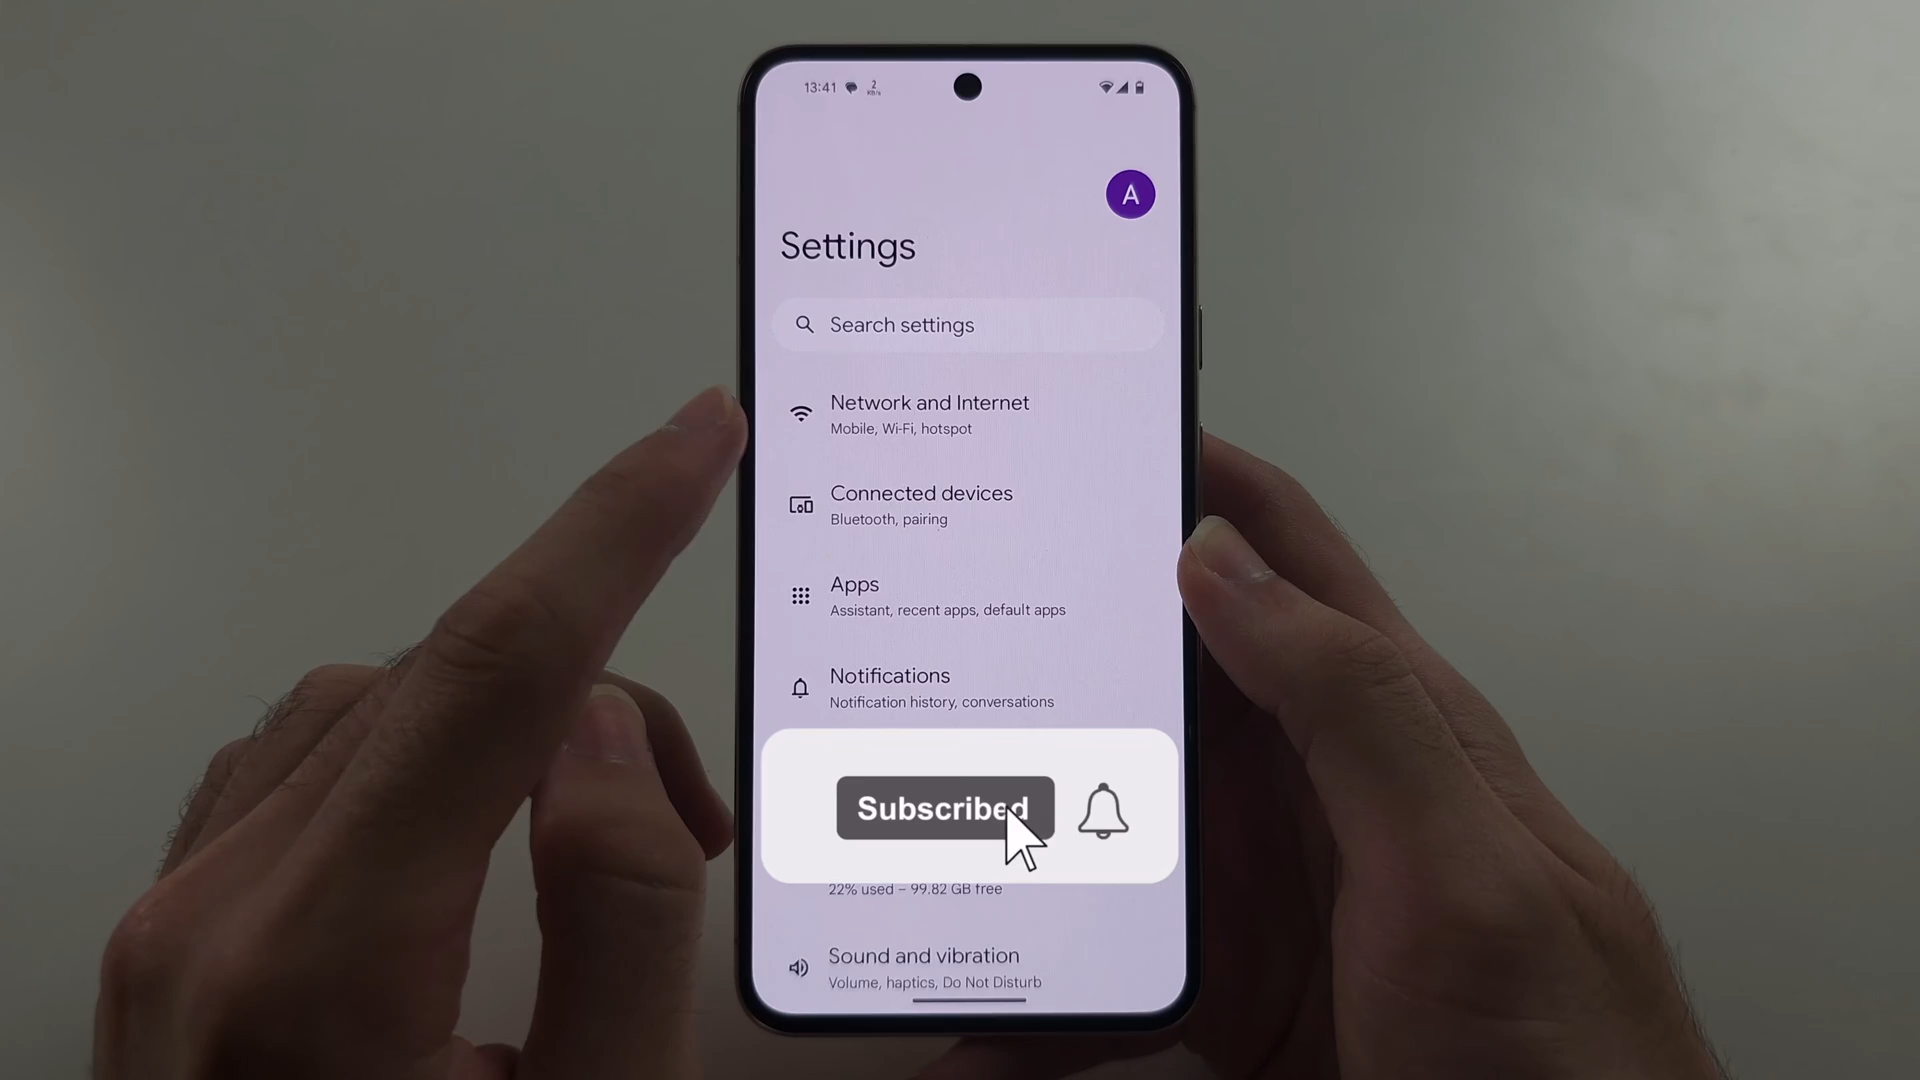 13:41
2
KB/s
A
Settings
Search settings
Network and Internet
Mobile, Wi-Fi, hotspot
Connected devices
Bluetooth, pairing
Apps
Assistant, recent apps, default apps
Notifications
Notification history, conversations
Subscribed
22% used – 99.82 GB free
Sound and vibration
Volume, haptics, Do Not Disturb